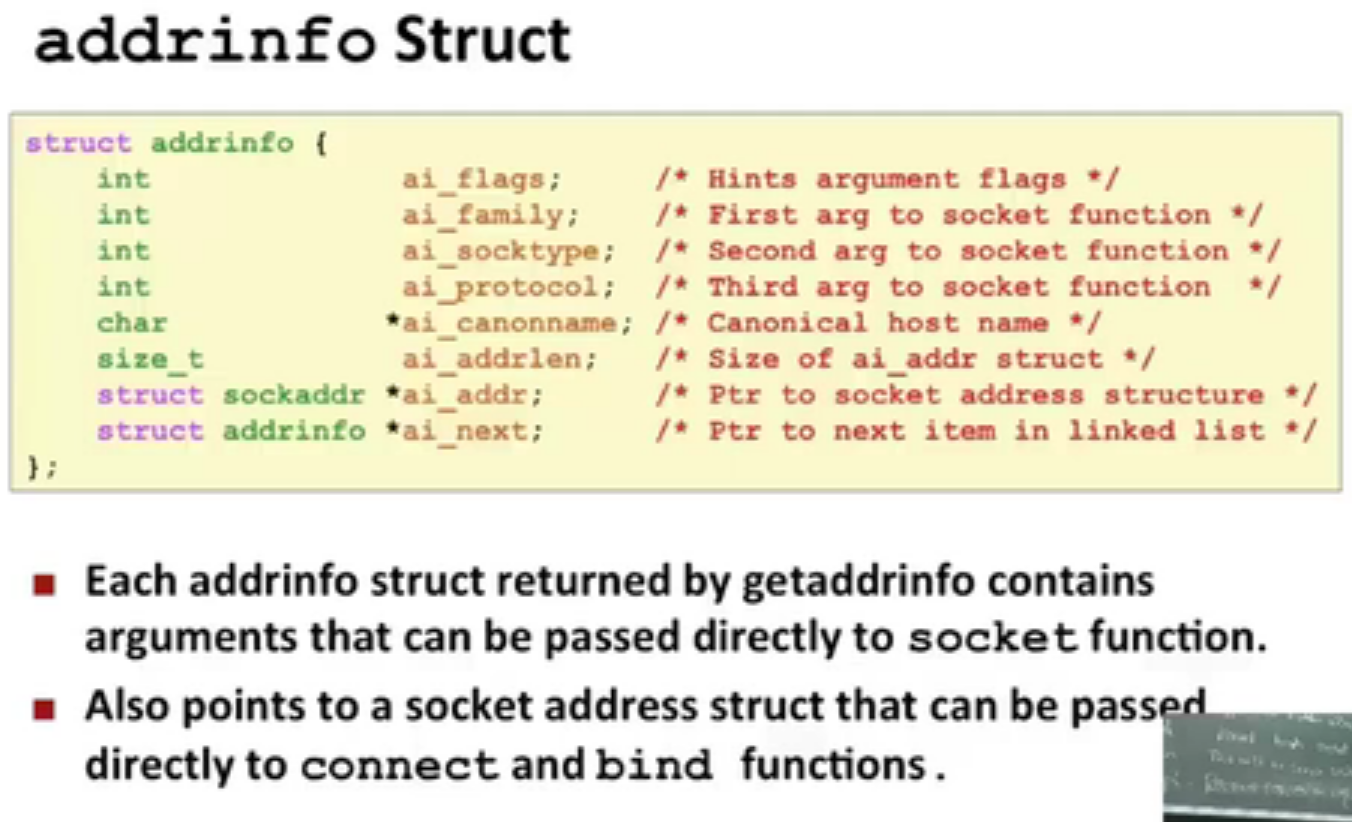 addrinfo Struct
struct addrinfo {
    int              ai_flags;     /* Hints argument flags */
    int              ai_family;    /* First arg to socket function */
    int              ai_socktype;  /* Second arg to socket function */
    int              ai_protocol;  /* Third arg to socket function  */
    char            *ai_canonname; /* Canonical host name */
    size_t           ai_addrlen;   /* Size of ai_addr struct */
    struct sockaddr *ai_addr;      /* Ptr to socket address structure */
    struct addrinfo *ai_next;      /* Ptr to next item in linked list */
};
■ Each addrinfo struct returned by getaddrinfo contains
arguments that can be passed directly to socket function.
■ Also points to a socket address struct that can be passed
directly to connect and bind functions.